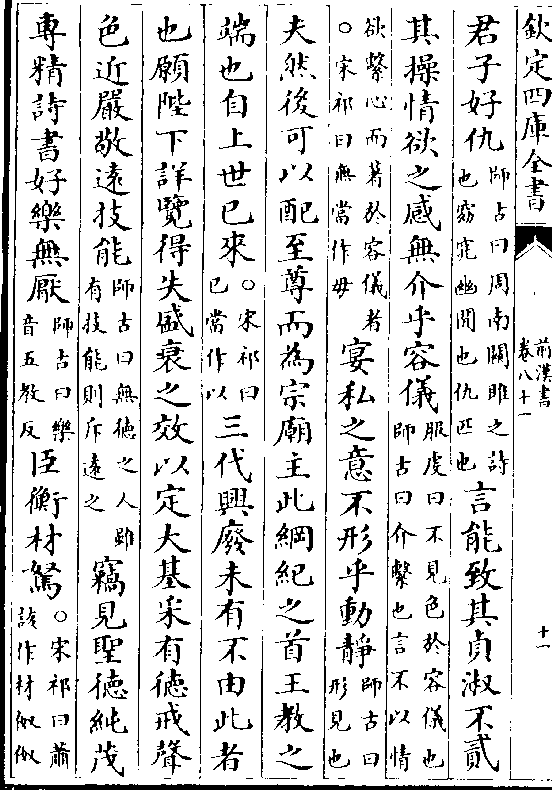 欽定四庫全書
前漢書
卷八十一
十一
君子好仇師古曰周南關雎之詩也窈窕幽閒也仇匹也言能致其貞淑不貳
其操情欲之感無介乎容儀服虔曰不見色於容儀也師古曰介繫也言不以情
欲繫心而著於容儀者○宋祁曰無當作毋宴私之意不形乎動靜師古曰形見也
夫然後可以配至尊而為宗廟主此綱紀之首王教之
端也自上世已來○宋祁曰已當作以三代興廢未有不由此者
也願陛下詳覽得失盛衰之效以定大基采有徳戒聲
色近嚴敬逺技能師古曰無徳之人雖有技能則斥逺之竊見聖徳純茂
專精詩書好樂無厭師古曰樂音五教反臣衡材駑○宋祁曰蕭該作材伮伮